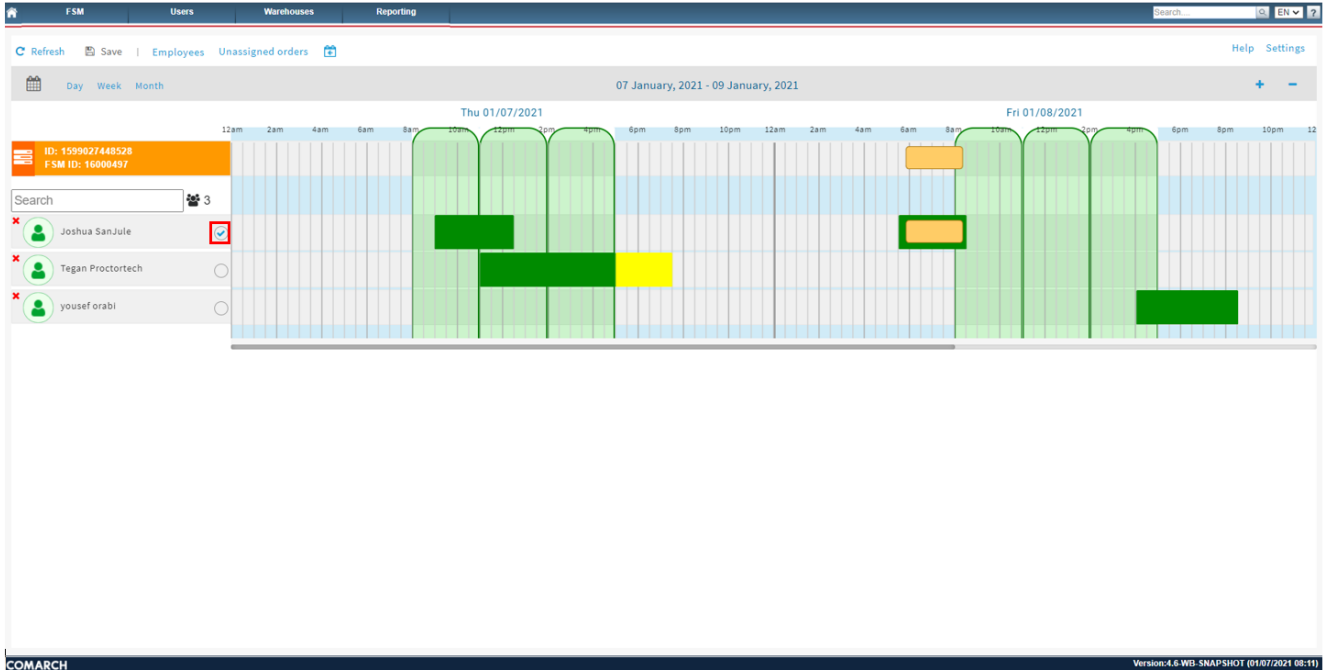 FSM Users Warehouses Reporting Search... EN ?
Refresh Save | Employees Unassigned orders Help Settings
Day Week Month 07 January, 2021 - 09 January, 2021 + -
Thu 01/07/2021 Fri 01/08/2021
12am 2am 4am 6am 8am 10am 12pm 2pm 4pm 6pm 8pm 10pm 12am 2am 4am 6am 8am 10am 12pm 2pm 4pm 6pm 8pm 10pm 12
ID: 1599027448528
FSM ID: 16000497
Search 3
Joshua SanJule
Tegan Proctortech
yousef orabi
COMARCH Version:4.6-WB-SNAPSHOT (01/07/2021 08:11)